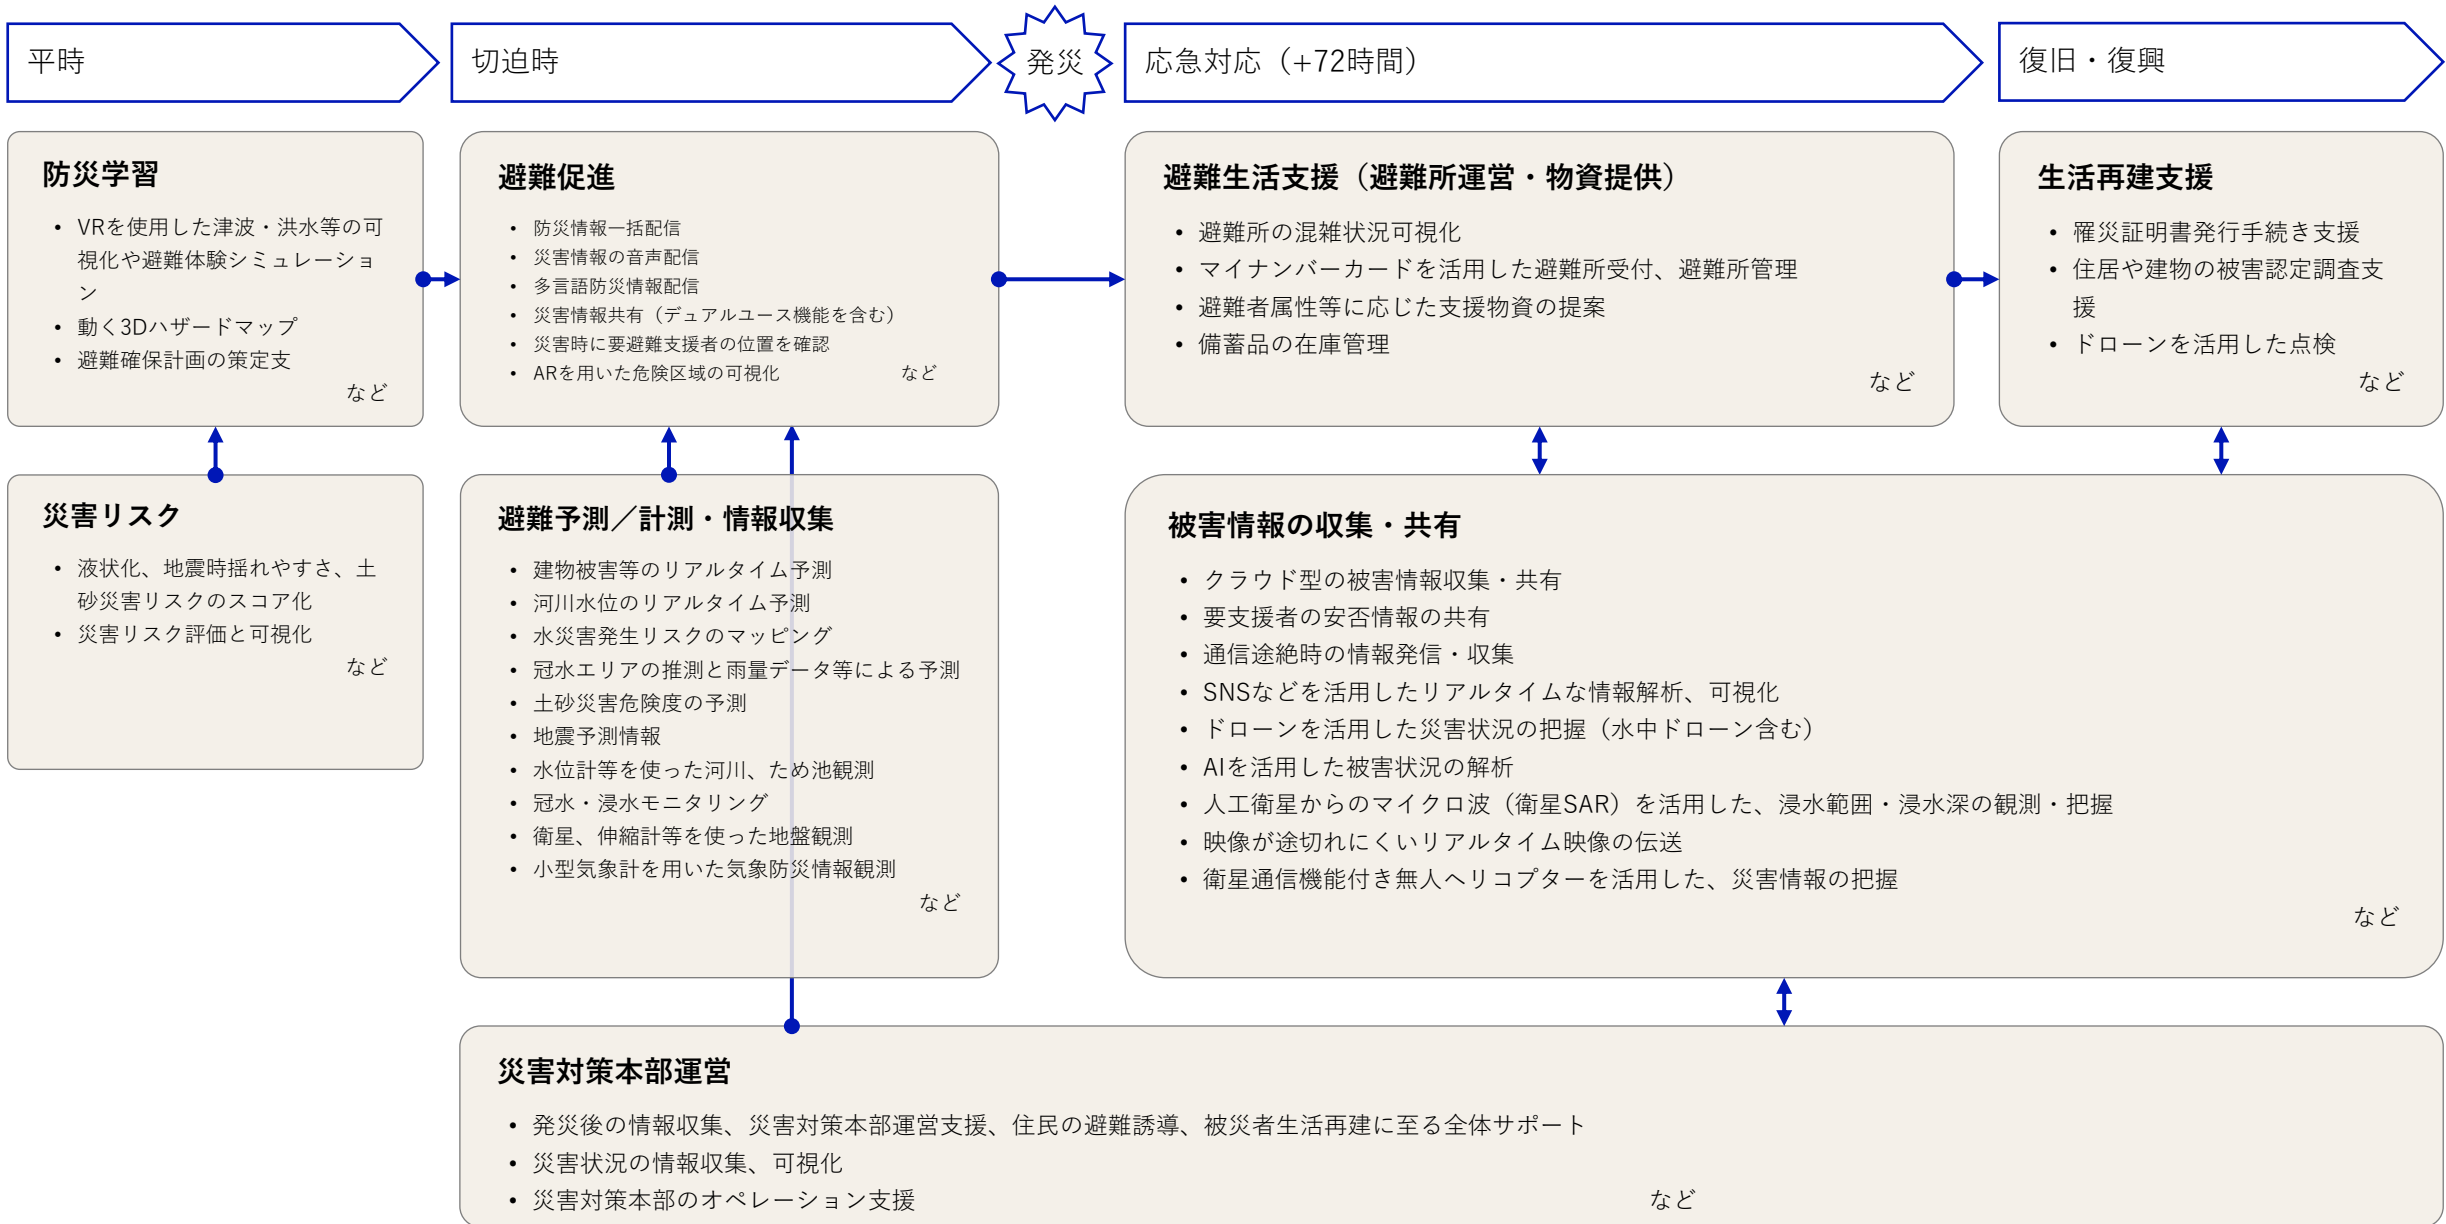 平時
切迫時
発災
応急対応（+72時間）
復旧・復興
防災学習
• VRを使用した津波・洪水等の可
視化や避難体験シミュレーショ
ン
• 動く3Dハザードマップ
• 避難確保計画の策定支
など
避難促進
• 防災情報一括配信
• 災害情報の音声配信
• 多言語防災情報配信
• 災害情報共有（デュアルユース機能を含む）
• 災害時に要避難支援者の位置を確認
• ARを用いた危険区域の可視化 など
避難生活支援（避難所運営・物資提供）
• 避難所の混雑状況可視化
• マイナンバーカードを活用した避難所受付、避難所管理
• 避難者属性等に応じた支援物資の提案
• 備蓄品の在庫管理
など
生活再建支援
• 罹災証明書発行手続き支援
• 住居や建物の被害認定調査支
援
• ドローンを活用した点検
など
災害リスク
• 液状化、地震時揺れやすさ、土
砂災害リスクのスコア化
• 災害リスク評価と可視化
など
避難予測／計測・情報収集
• 建物被害等のリアルタイム予測
• 河川水位のリアルタイム予測
• 水災害発生リスクのマッピング
• 冠水エリアの推測と雨量データ等による予測
• 土砂災害危険度の予測
• 地震予測情報
• 水位計等を使った河川、ため池観測
• 冠水・浸水モニタリング
• 衛星、伸縮計等を使った地盤観測
• 小型気象計を用いた気象防災情報観測
など
被害情報の収集・共有
• クラウド型の被害情報収集・共有
• 要支援者の安否情報の共有
• 通信途絶時の情報発信・収集
• SNSなどを活用したリアルタイムな情報解析、可視化
• ドローンを活用した災害状況の把握（水中ドローン含む）
• AIを活用した被害状況の解析
• 人工衛星からのマイクロ波（衛星SAR）を活用した、浸水範囲・浸水深の観測・把握
• 映像が途切れにくいリアルタイム映像の伝送
• 衛星通信機能付き無人ヘリコプターを活用した、災害情報の把握
など
災害対策本部運営
• 発災後の情報収集、災害対策本部運営支援、住民の避難誘導、被災者生活再建に至る全体サポート
• 災害状況の情報収集、可視化
• 災害対策本部のオペレーション支援 など